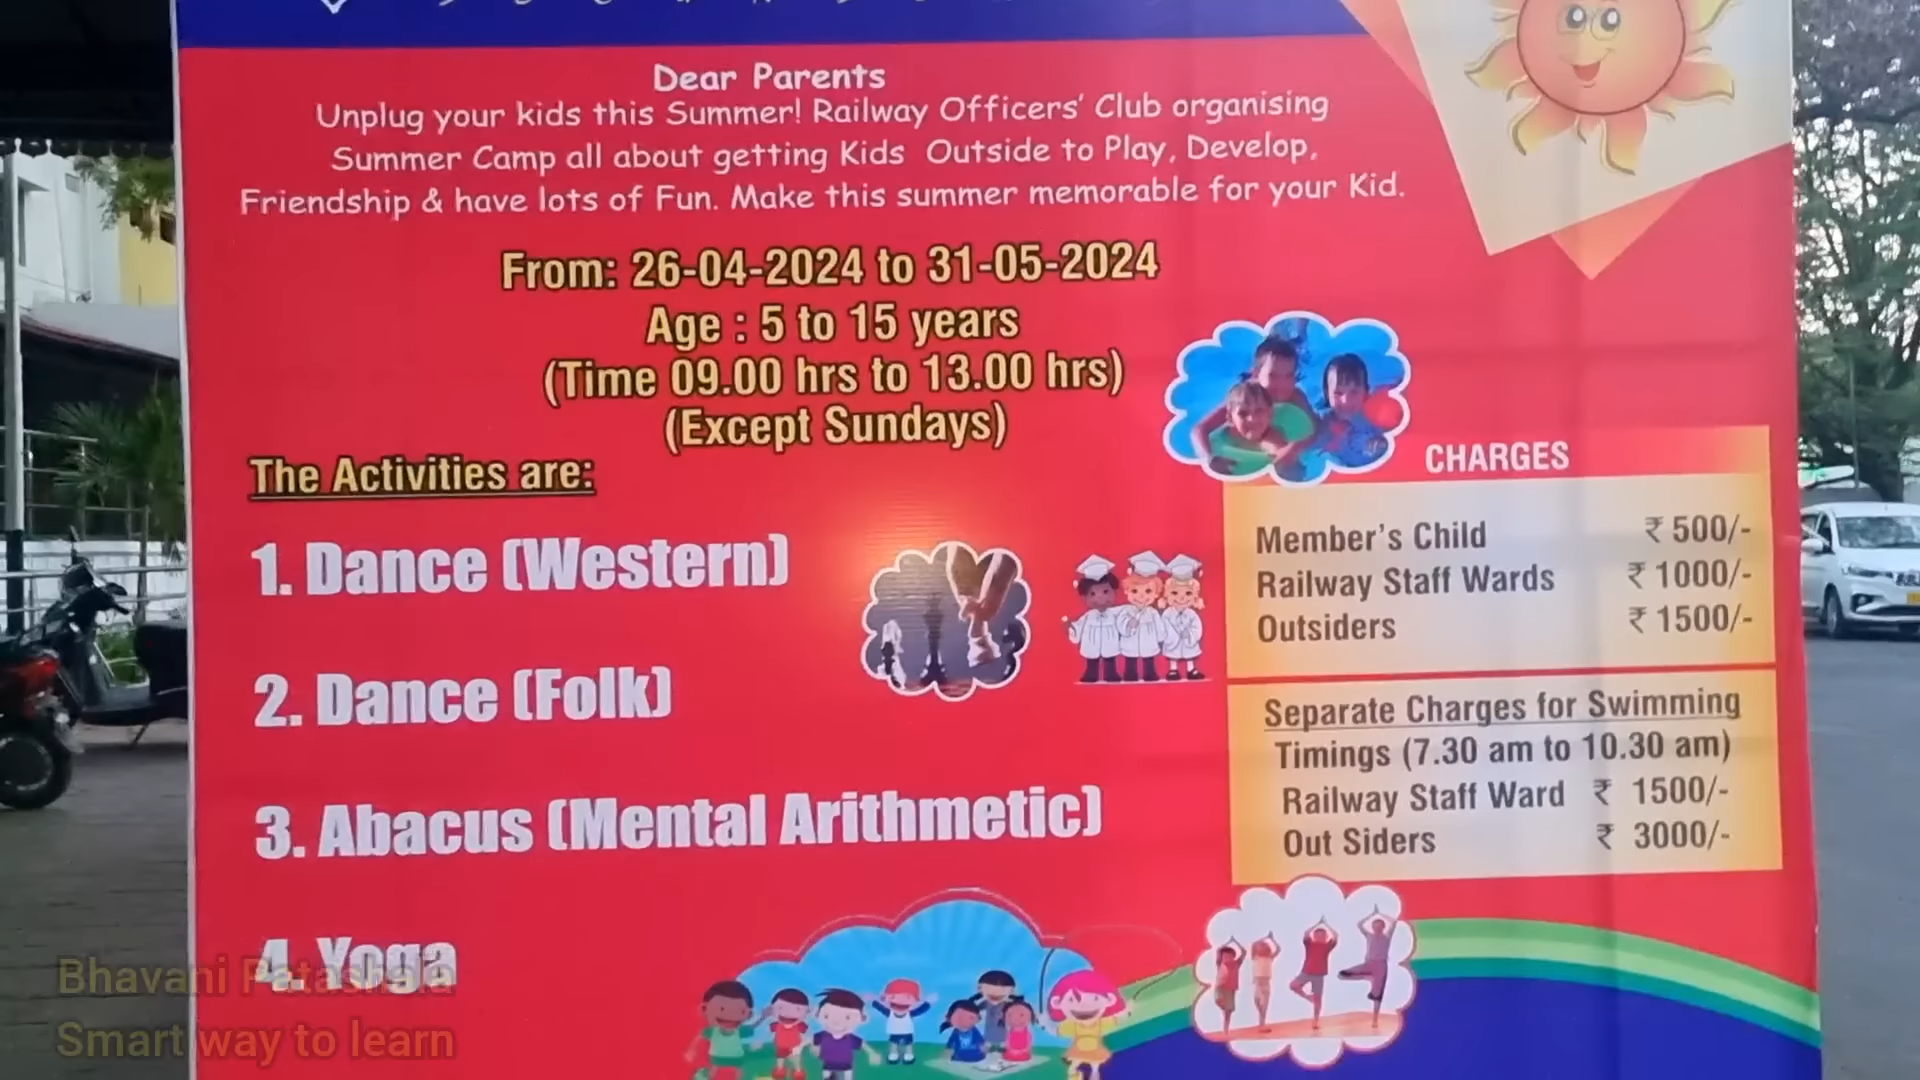 Dear Parents
Unplug your kids this Summer! Railway Officers' Club organising
Summer Camp all about getting Kids Outside to Play, Develop,
Friendship & have lots of Fun. Make this summer memorable for your Kid.
From: 26-04-2024 to 31-05-2024
Age : 5 to 15 years
(Time 09.00 hrs to 13.00 hrs)
(Except Sundays)
The Activities are:
1. Dance (Western)
2. Dance (Folk)
3. Abacus (Mental Arithmetic)
4. Yoga
CHARGES
Member's Child ₹ 500/-
Railway Staff Wards ₹ 1000/-
Outsiders ₹ 1500/-
Separate Charges for Swimming
Timings (7.30 am to 10.30 am)
Railway Staff Ward ₹ 1500/-
Out Siders ₹ 3000/-
Bhavani Patashala
Smart way to learn